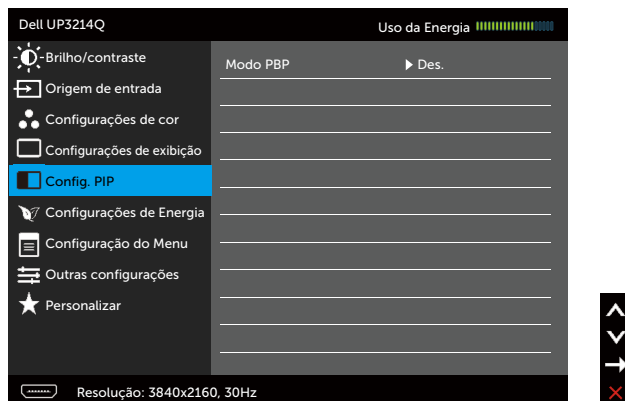 Dell UP3214Q
Uso da Energia
Brilho/contraste
Modo PBP
Des.
Origem de entrada
Configurações de cor
Configurações de exibição
Config. PIP
Configurações de Energia
Configuração do Menu
Outras configurações
Personalizar
Resolução: 3840x2160, 30Hz